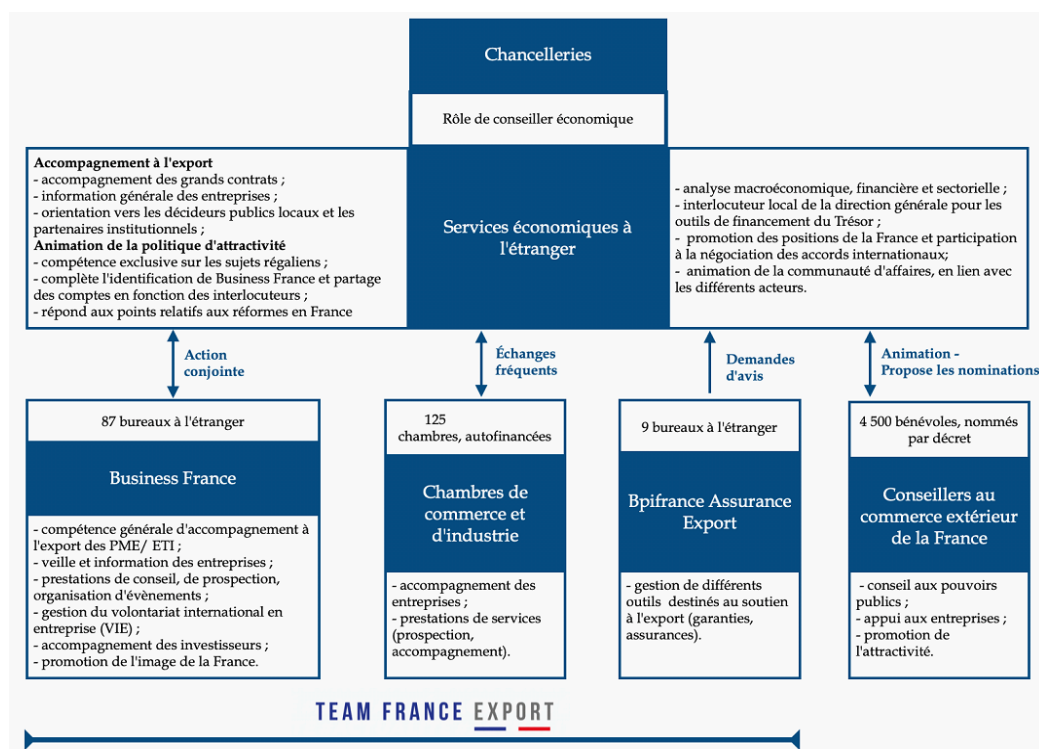 Chancelleries
Rôle de conseiller économique
Accompagnement à l'export
- accompagnement des grands contrats ;
- information générale des entreprises ;
- orientation vers les décideurs publics locaux et les
partenaires institutionnels ;
Animation de la politique d'attractivité
- compétence exclusive sur les sujets régaliens ;
- complète l'identification de Business France et partage
des comptes en fonction des interlocuteurs ;
- répond aux points relatifs aux réformes en France
Services économiques à
l'étranger
- analyse macroéconomique, financière et sectorielle ;
- interlocuteur local de la direction générale pour les
outils de financement du Trésor ;
- promotion des positions de la France et participation
à la négociation des accords internationaux;
- animation de la communauté d'affaires, en lien avec
les différents acteurs.
Action
conjointe
Échanges
fréquents
Demandes
d'avis
Animation -
Propose les nominations
87 bureaux à l'étranger
Business France
- compétence générale d'accompagnement à
l'export des PME/ ETI ;
- veille et information des entreprises ;
- prestations de conseil, de prospection,
organisation d'évènements ;
- gestion du volontariat international en
entreprise (VIE) ;
- accompagnement des investisseurs ;
- promotion de l'image de la France.
125
chambres, autofinancées
Chambres de
commerce et
d'industrie
- accompagnement des
entreprises ;
- prestations de services
(prospection,
accompagnement).
9 bureaux à l'étranger
Bpifrance Assurance
Export
- gestion de différents
outils destinés au soutien
à l'export (garanties,
assurances).
4 500 bénévoles, nommés
par décret
Conseillers au
commerce extérieur
de la France
- conseil aux pouvoirs
publics ;
- appui aux entreprises ;
- promotion de
l'attractivité.
TEAM FRANCE EXPORT